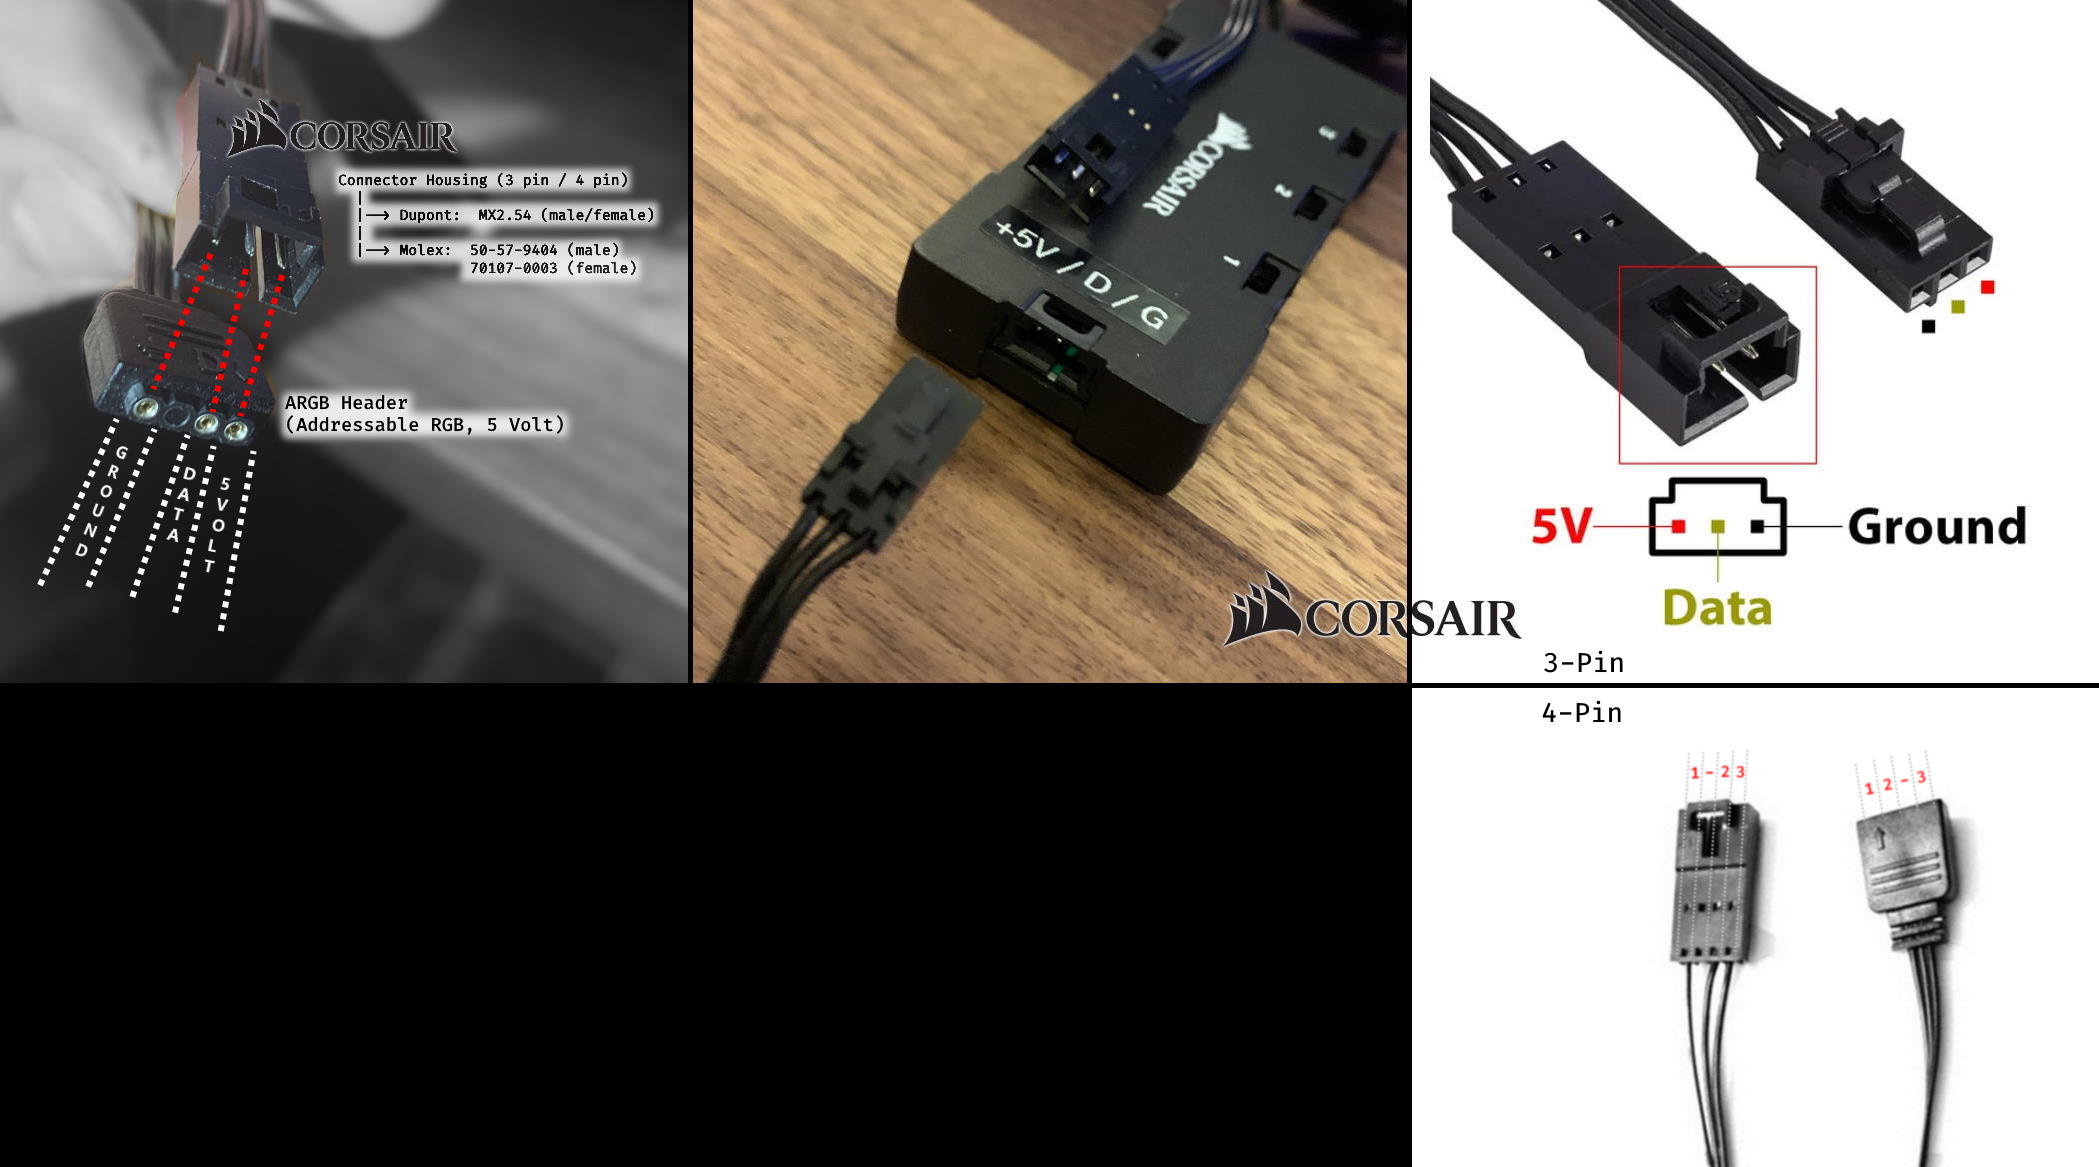 CORSAIR
Connector Housing (3 pin / 4 pin)
Dupont: MX2.54 (male/female)
Molex: 50-57-9404 (male)
70107-0003 (female)
ARGB Header
(Addressable RGB, 5 Volt)
GROUND
DATA
5VOLT
CORSAIR
3
2
1
+5V/D/G
CORSAIR
5V
Ground
Data
3-Pin
4-Pin
1 - 2 3
1 2 - 3